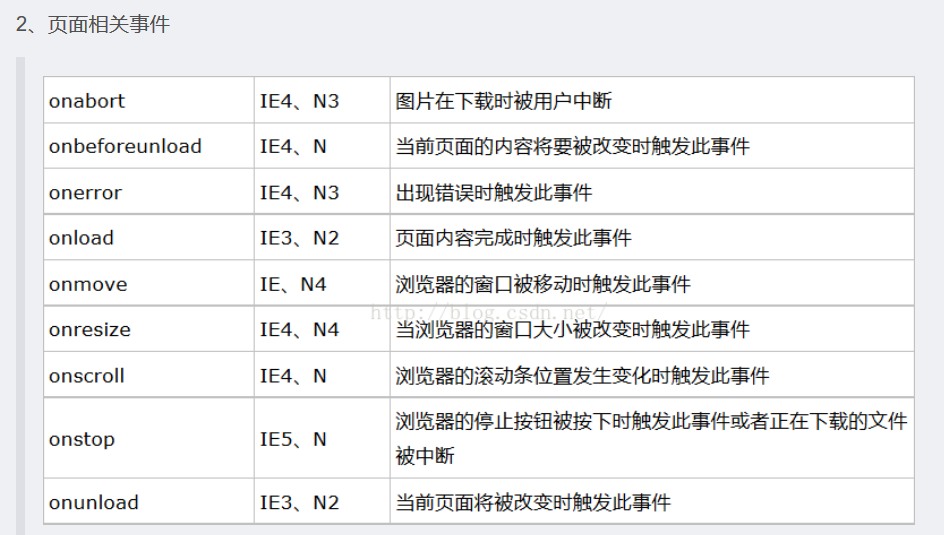 2、页面相关事件
onabort IE4、N3 图片在下载时被用户中断
onbeforeunload IE4、N 当前页面的内容将要被改变时触发此事件
onerror IE4、N3 出现错误时触发此事件
onload IE3、N2 页面内容完成时触发此事件
onmove IE、N4 浏览器的窗口被移动时触发此事件
http://blog.csdn.net/
onresize IE4、N4 当浏览器的窗口大小被改变时触发此事件
onscroll IE4、N 浏览器的滚动条位置发生变化时触发此事件
onstop IE5、N 浏览器的停止按钮被按下时触发此事件或者正在下载的文件
被中断
onunload IE3、N2 当前页面将被改变时触发此事件